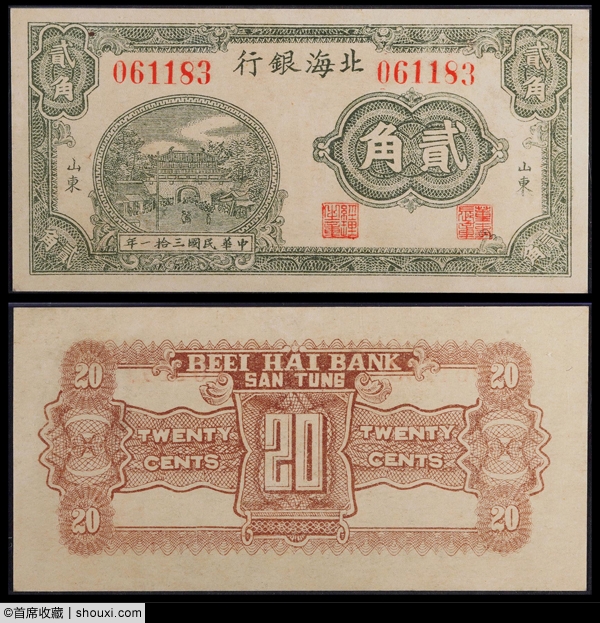 貳角 061183 行銀海北 061183 貳角
角貳
山東 山東
年一十三國民華中
BEEI HAI BANK
SAN TUNG
20 20
TWENTY CENTS 20 TWENTY CENTS
20 20
©首席收藏 | shouxi.com